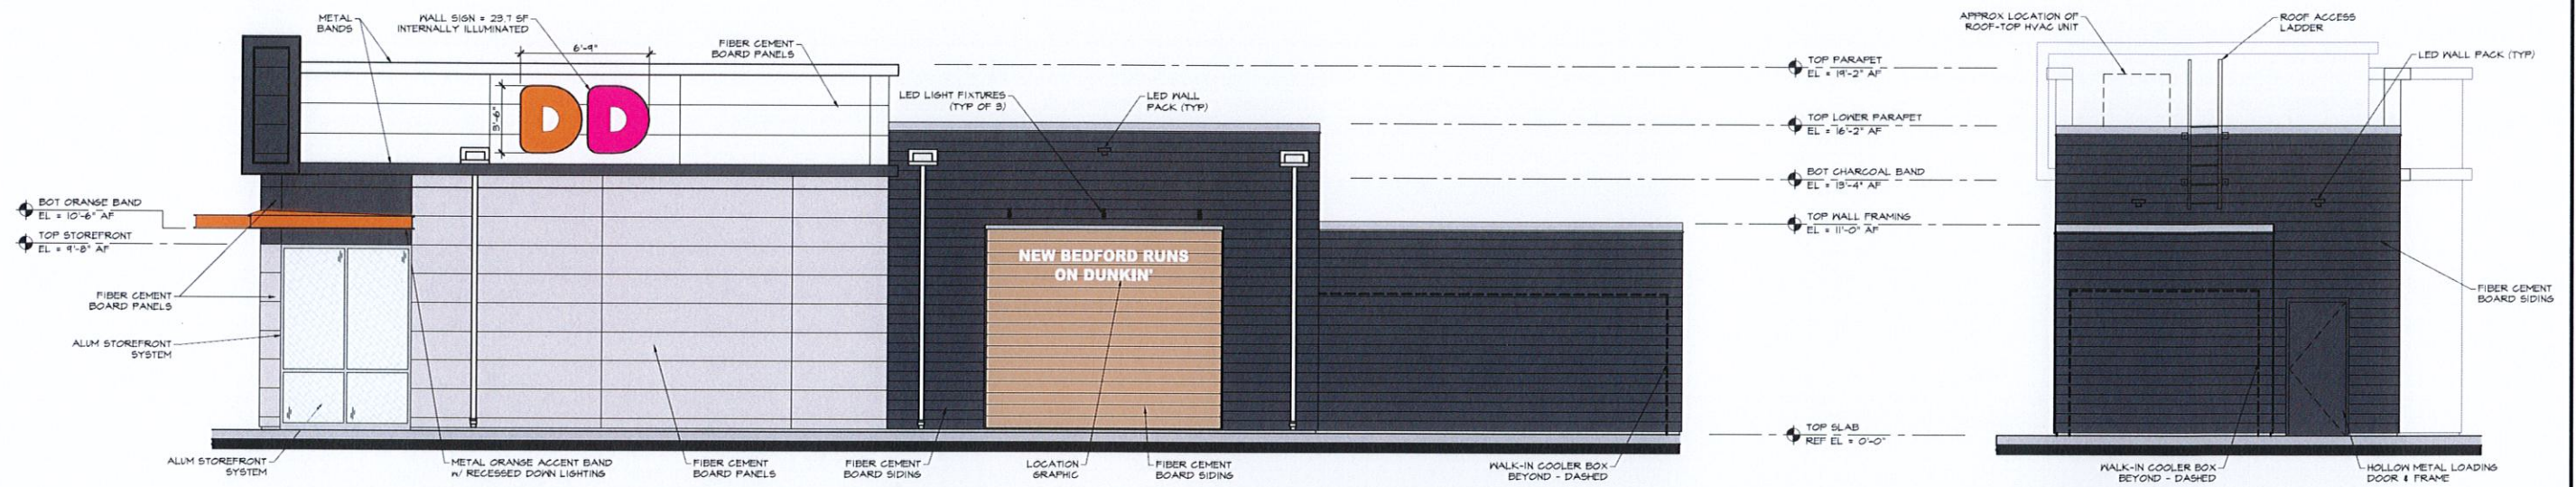 METAL
BANDS
WALL SIGN = 23.7 SF
INTERNALLY ILLUMINATED
6'-9"
FIBER CEMENT
BOARD PANELS
3'-6"
DD
LED LIGHT FIXTURES
(TYP OF 3)
LED WALL
PACK (TYP)
BOT ORANGE BAND
EL = 10'-6" AF
TOP STOREFRONT
EL = 9'-8" AF
FIBER CEMENT
BOARD PANELS
ALUM STOREFRONT
SYSTEM
NEW BEDFORD RUNS
ON DUNKIN'
ALUM STOREFRONT
SYSTEM
METAL ORANGE ACCENT BAND
w/ RECESSED DOWN LIGHTING
FIBER CEMENT
BOARD PANELS
FIBER CEMENT
BOARD SIDING
LOCATION
GRAPHIC
FIBER CEMENT
BOARD SIDING
WALK-IN COOLER BOX
BEYOND - DASHED
TOP PARAPET
EL = 19'-2" AF
TOP LOWER PARAPET
EL = 16'-2" AF
BOT CHARCOAL BAND
EL = 13'-4" AF
TOP WALL FRAMING
EL = 11'-0" AF
TOP SLAB
REF EL = 0'-0"
APPROX LOCATION OF
ROOF-TOP HVAC UNIT
ROOF ACCESS
LADDER
LED WALL PACK (TYP)
FIBER CEMENT
BOARD SIDING
WALK-IN COOLER BOX
BEYOND - DASHED
HOLLOW METAL LOADING
DOOR & FRAME